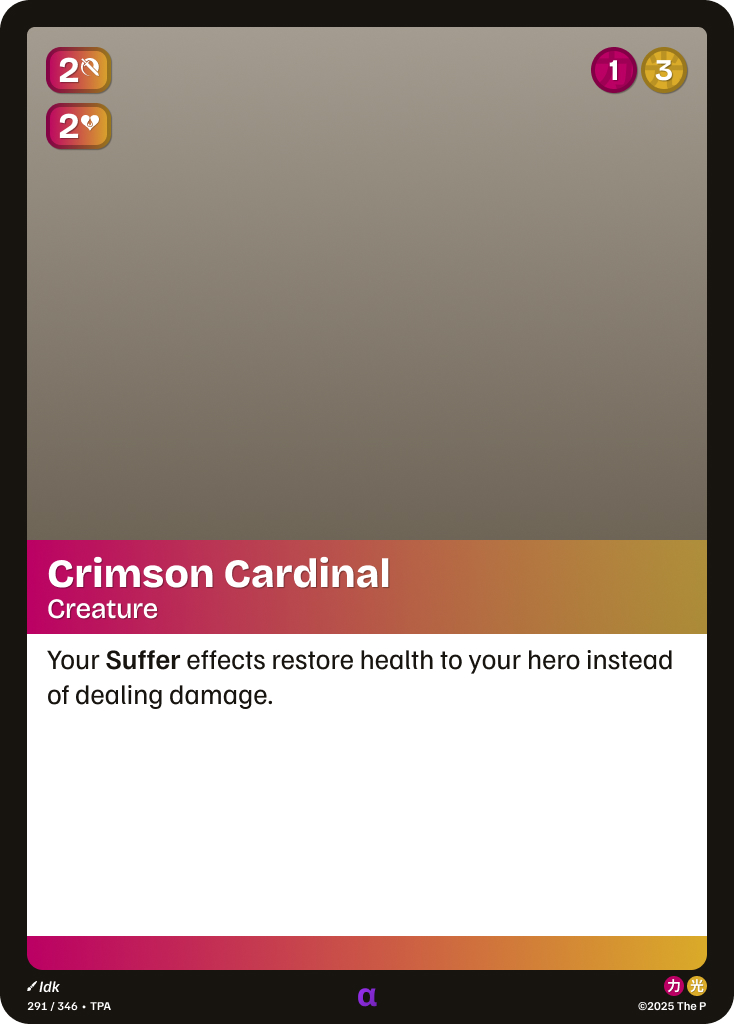 2
1 3
2
Crimson Cardinal
Creature
Your Suffer effects restore health to your hero instead
of dealing damage.
Idk
291 / 346 • TPA
α
力 光
©2025 The P